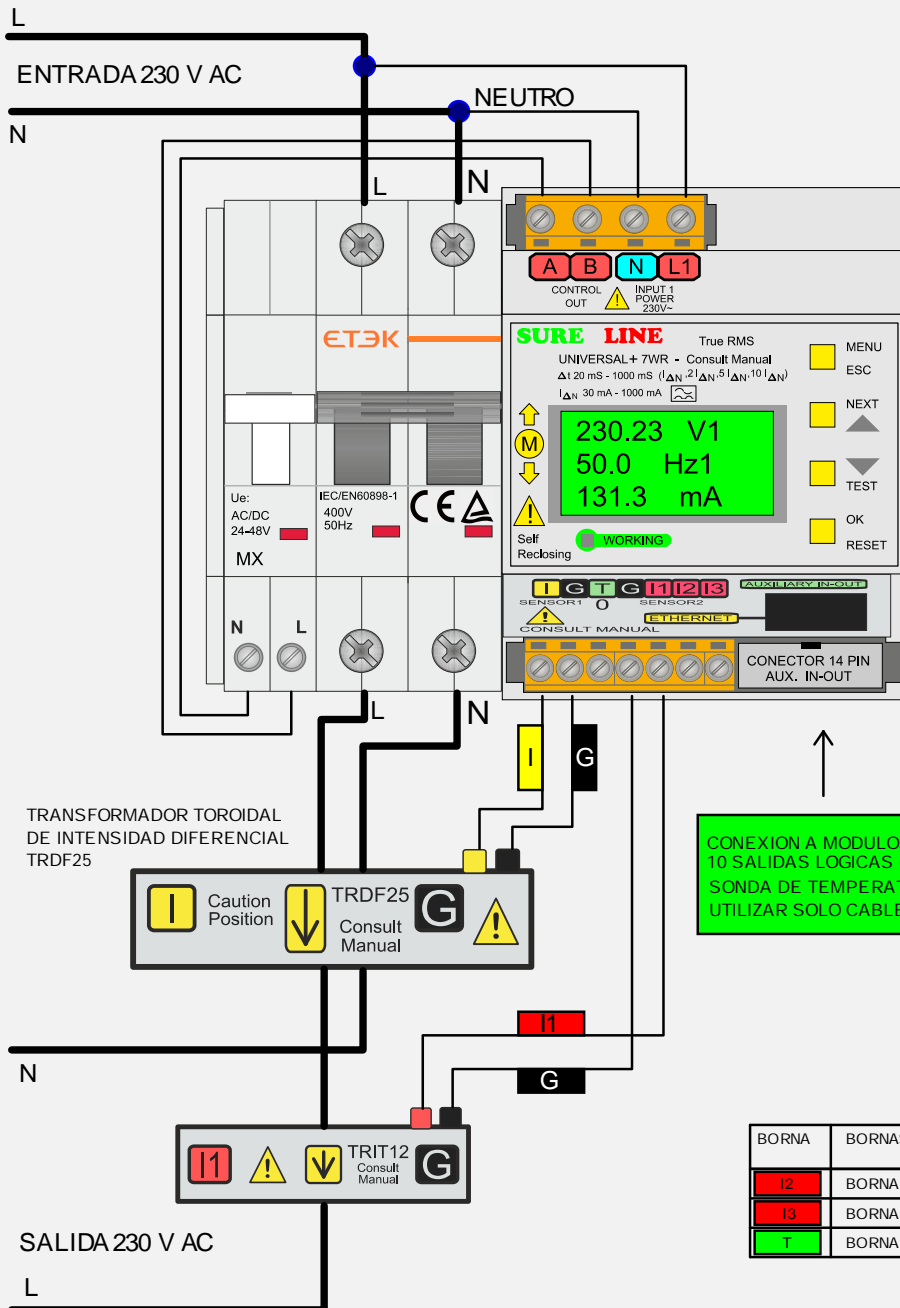 L
ENTRADA 230 V AC
NEUTRO
N
L
N
A B N L1
CONTROL OUT
INPUT 1 POWER 230V~
ETEK
SURE LINE
True RMS
UNIVERSAL+ 7WR - Consult Manual
Δt 20 mS - 1000 mS (IΔN, 2IΔN, 5IΔN, 10IΔN)
IΔN 30 mA - 1000 mA
MENU
ESC
NEXT
TEST
OK
RESET
M
230.23 V1
50.0 Hz1
131.3 mA
Self
Reclosing
WORKING
Ue:
AC/DC
24-48V
MX
IEC/EN60898-1
400V
50Hz
CE
I G T G I1 I2 I3
AUXILIARY IN-OUT
SENSOR1 O SENSOR2
ETHERNET
CONSULT MANUAL
N L
CONECTOR 14 PIN
AUX. IN-OUT
L
N
I
G
TRANSFORMADOR TOROIDAL
DE INTENSIDAD DIFERENCIAL
TRDF25
I
Caution
Position
TRDF25
Consult
Manual
G
CONEXION A MODULO
10 SALIDAS LOGICAS
SONDA DE TEMPERAT
UTILIZAR SOLO CABLE
I1
G
N
I1
TRIT12
Consult
Manual
G
BORNA BORNA
I2 BORNA
I3 BORNA
T BORNA
SALIDA 230 V AC
L